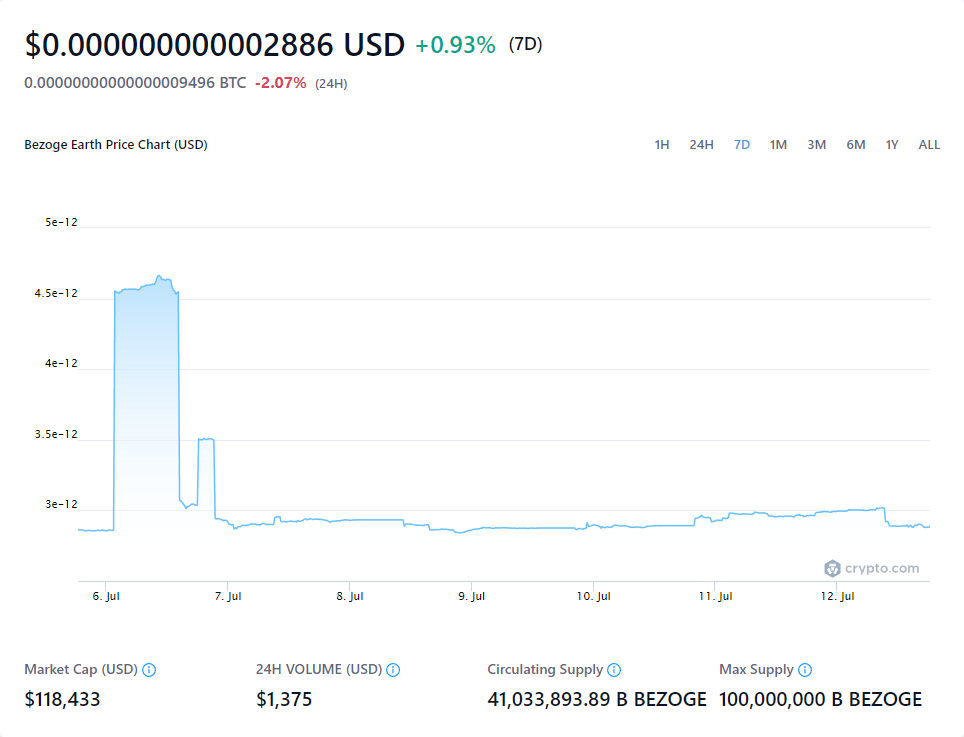 $0.000000000002886 USD +0.93% (7D)
0.00000000000000009496 BTC -2.07% (24H)
Bezoge Earth Price Chart (USD) 1H 24H 7D 1M 3M 6M 1Y ALL
5e-12
4.5e-12
4e-12
3.5e-12
3e-12
crypto.com
6. Jul 7. Jul 8. Jul 9. Jul 10. Jul 11. Jul 12. Jul
Market Cap (USD) 24H VOLUME (USD) Circulating Supply Max Supply
$118,433 $1,375 41,033,893.89 B BEZOGE 100,000,000 B BEZOGE